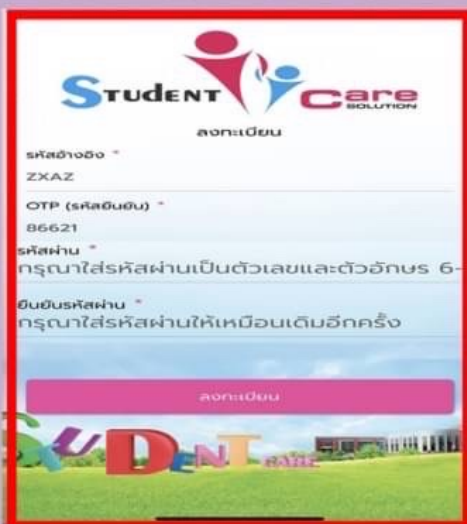 STUDENT Care
SOLUTION
ลงทะเบียน
รหัสอ้างอิง *
ZXAZ
OTP (รหัสยืนยัน) *
86621
รหัสผ่าน *
กรุณาใส่รหัสผ่านเป็นตัวเลขและตัวอักษร 6-
ยืนยันรหัสผ่าน *
กรุณาใส่รหัสผ่านให้เหมือนเดิมอีกครั้ง
ลงทะเบียน
STUDENT CARE